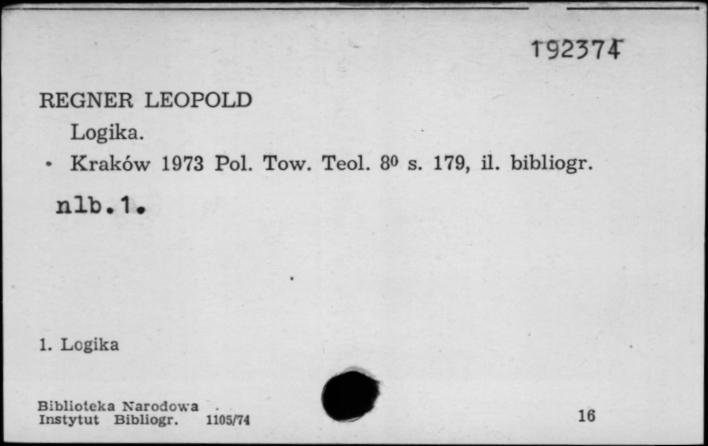 192374
REGNER LEOPOLD
Logika.
Kraków 1973 Pol. Tow. Teol. 8⁰ s. 179, il. bibliogr.
nlb.1.
1. Logika
Biblioteka Narodowa
Instytut Bibliogr. 1105/74
16